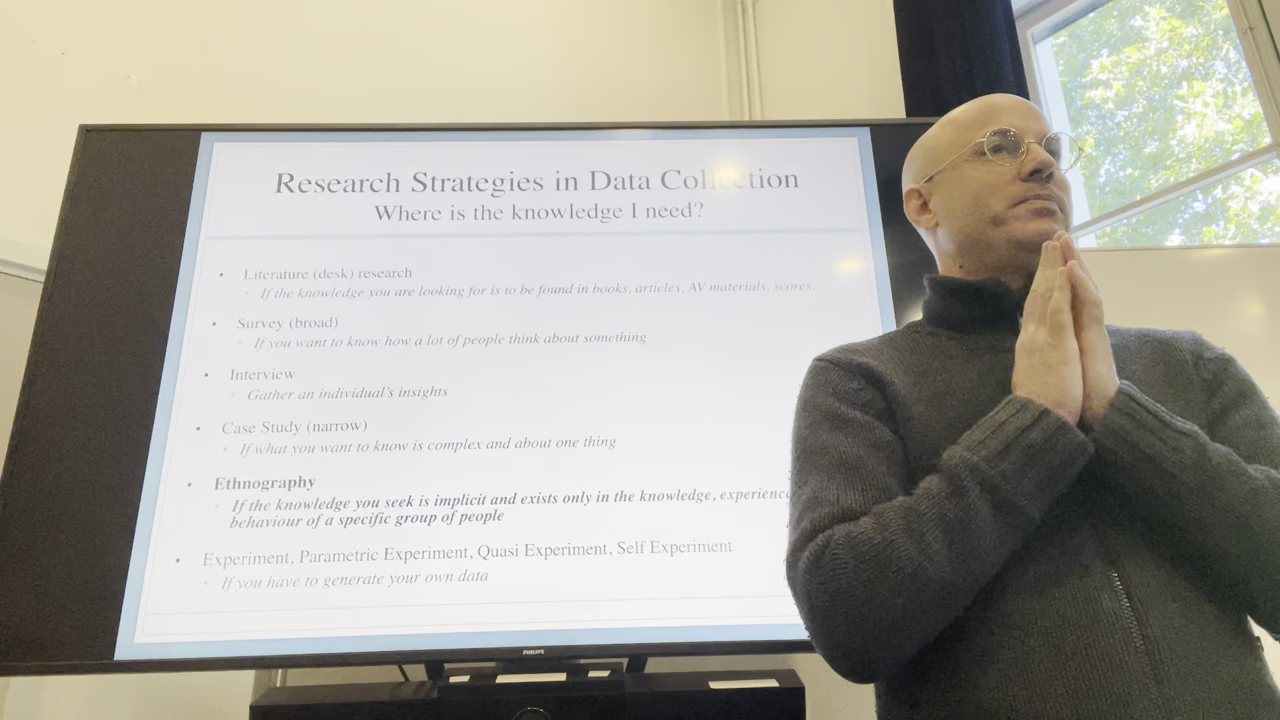 Research Strategies in Data Collection
Where is the knowledge I need?
• Literature (desk) research
◦ If the knowledge you are looking for is to be found in books, articles, AV materials, scores.
• Survey (broad)
◦ If you want to know how a lot of people think about something
• Interview
◦ Gather an individual's insights
• Case Study (narrow)
◦ If what you want to know is complex and about one thing
• Ethnography
◦ If the knowledge you seek is implicit and exists only in the knowledge,
behaviour of a specific group of people
• Experiment, Parametric Experiment, Quasi Experiment, Self Experiment
◦ If you have to generate your own data
PHILIPS